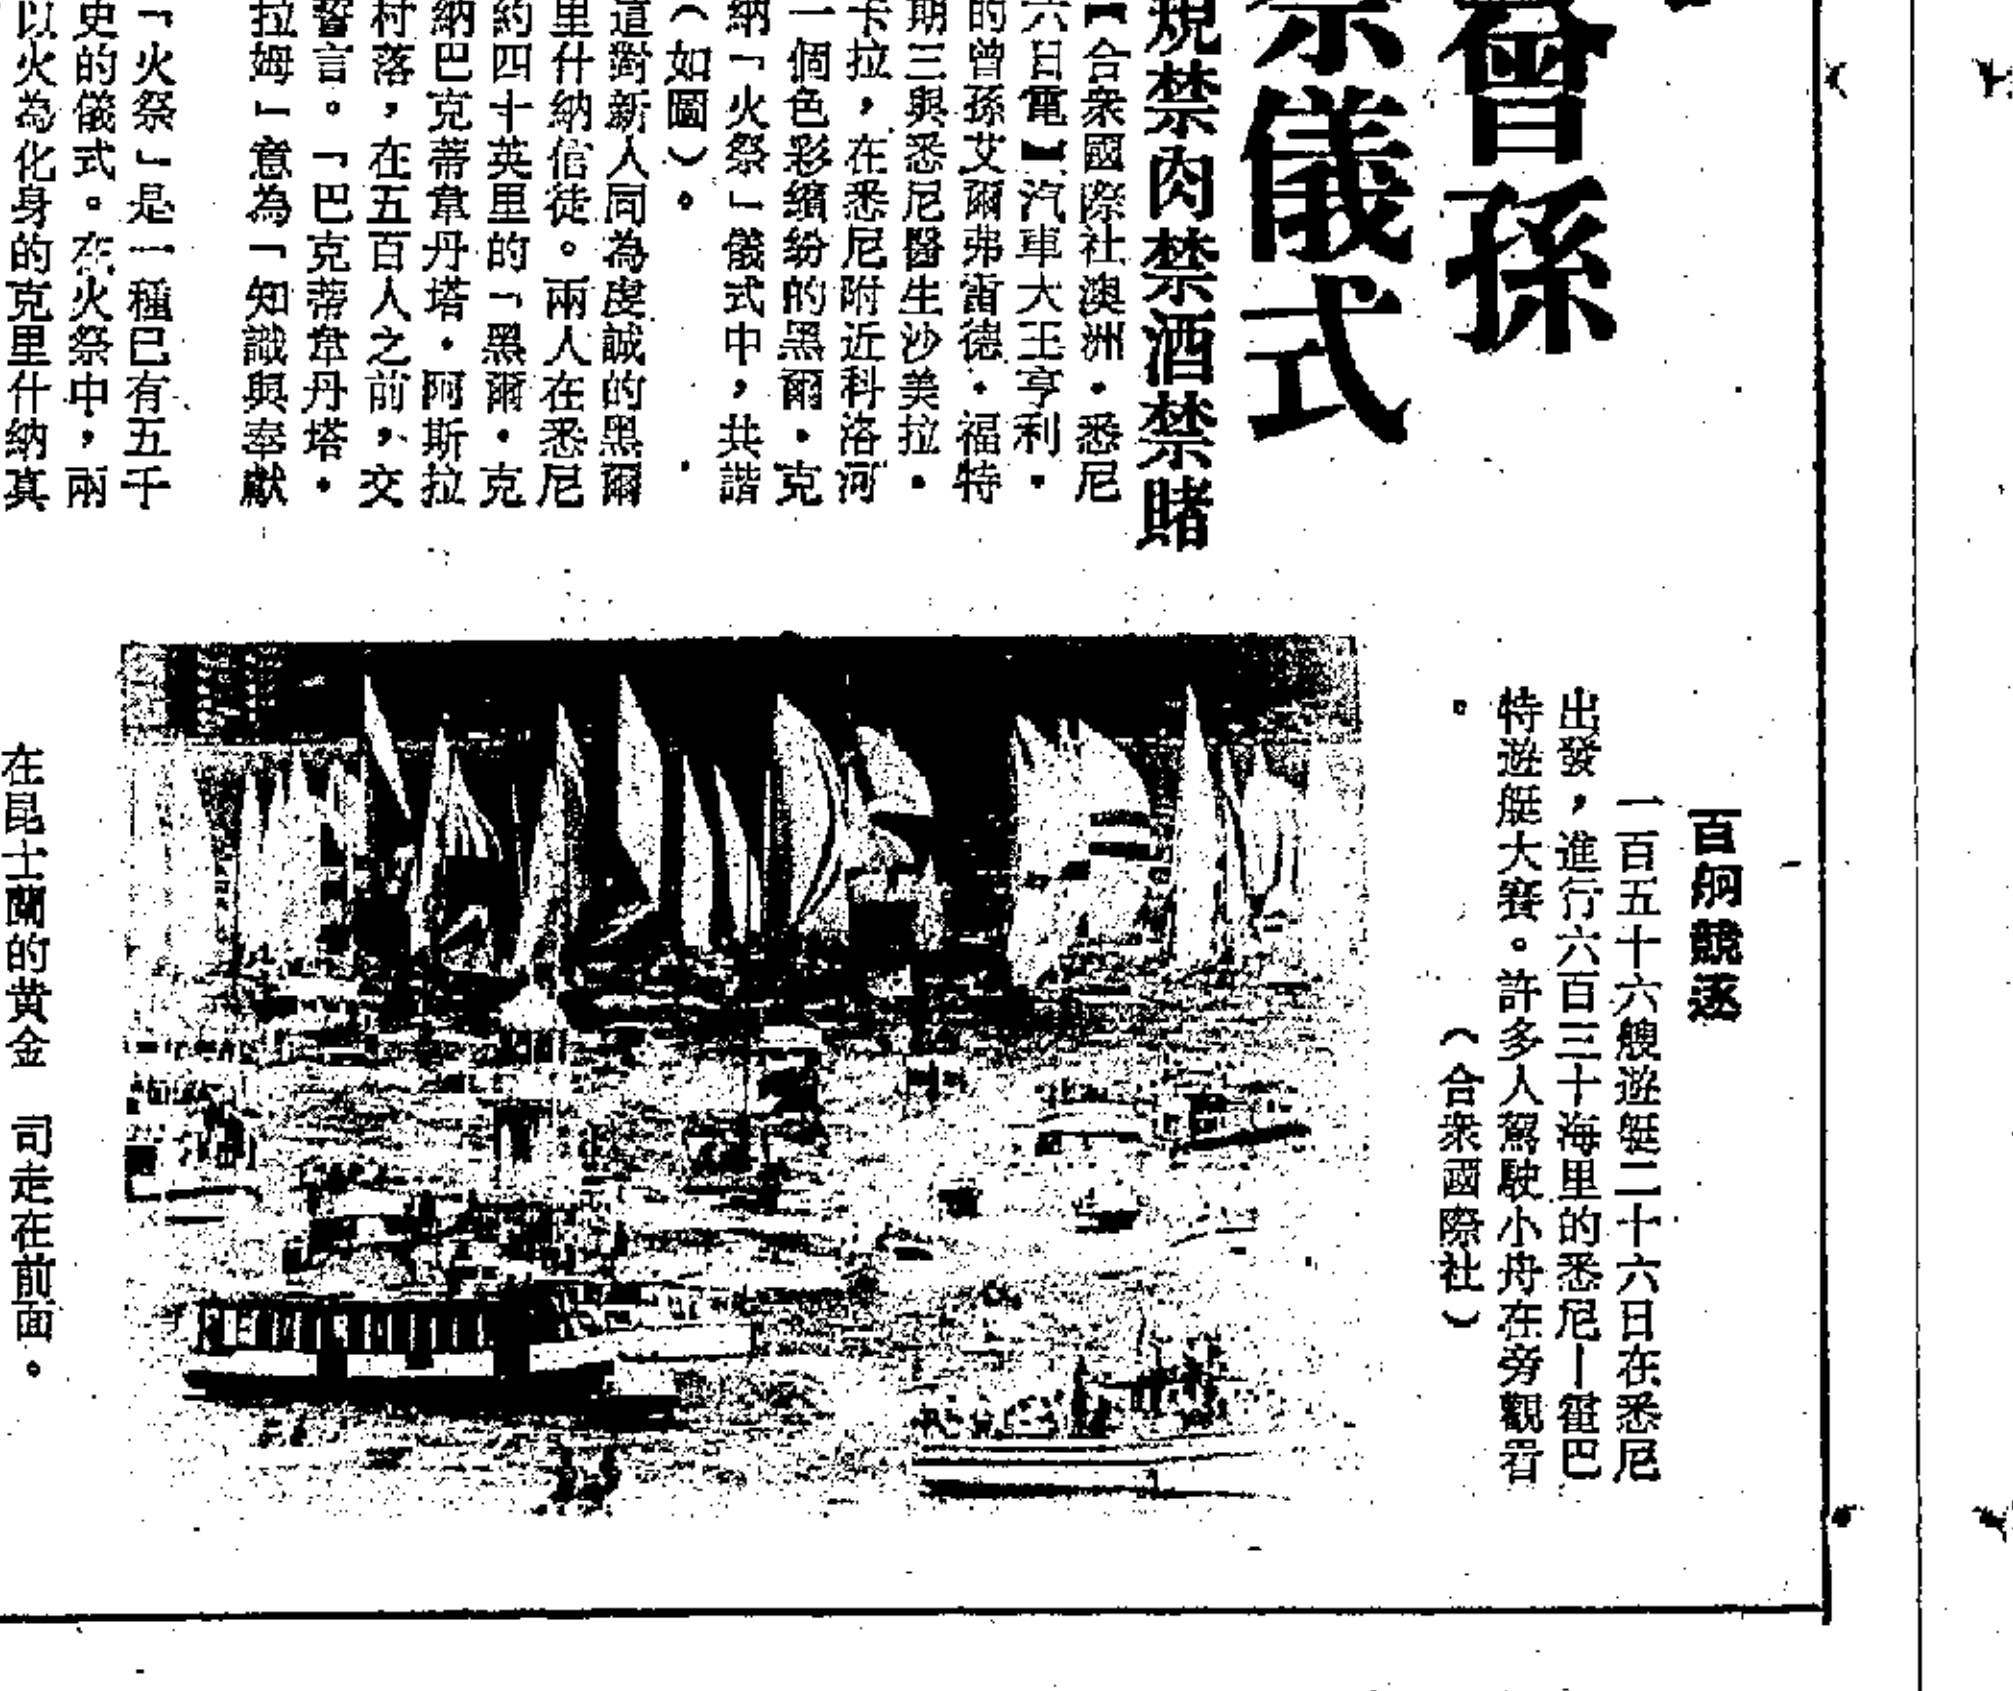 曾孫
祭儀式
規禁肉禁酒禁賭
【合衆國際社澳洲・悉尼
六日電】汽車大王亨利・
的曾孫艾爾弗雷德・福特
期三與悉尼醫生沙美拉・
卡拉，在悉尼附近科洛河
一個色彩繽紛的黑爾・克
納「火祭」儀式中，共諧
（如圖）。
這對新人同為虔誠的黑爾
里什納信徒。兩人在悉尼
約四十英里的「黑爾・克
納巴克蒂韋丹塔・阿斯拉
村落，在五百人之前，交
誓言。「巴克蒂韋丹塔・
拉姆」意為「知識與奉獻
「火祭」是一種已有五千
史的儀式。在火祭中，兩
以火為化身的克里什納真
百舸競逐
一百五十六艘遊艇二十六日在悉尼
出發，進行六百三十海里的悉尼—霍巴
特遊艇大賽。許多人駕駛小舟在旁觀看
。（合衆國際社）
在昆士蘭的黄金 司走在前面。